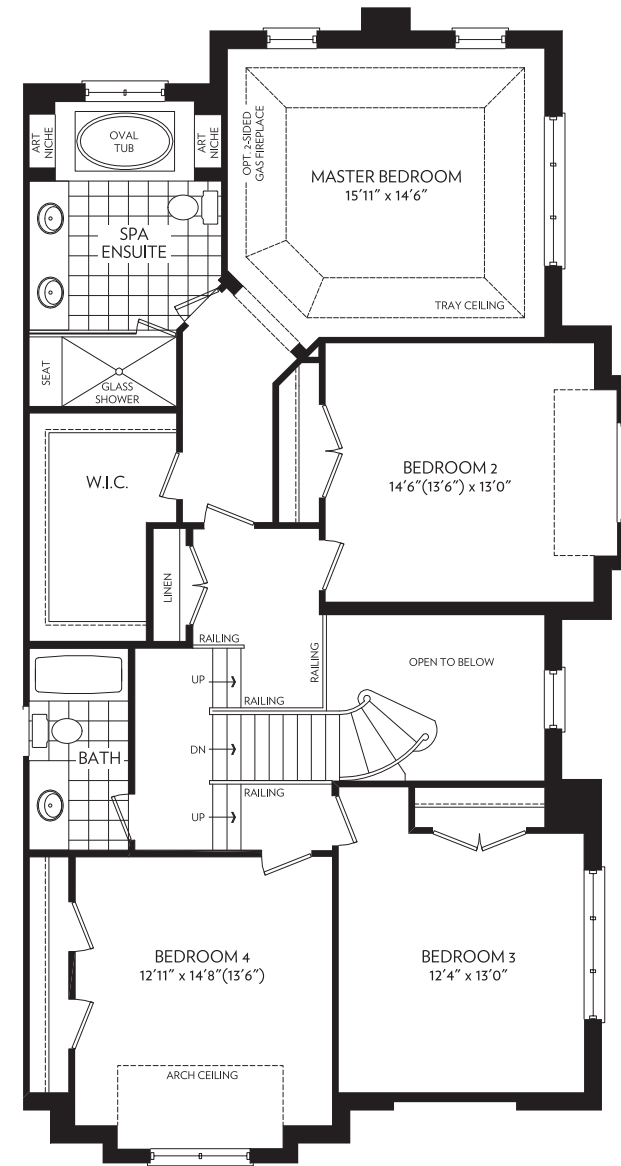 ART
NICHE
OVAL
TUB
ART
NICHE
OPT. 2-SIDED
GAS FIREPLACE
MASTER BEDROOM
15'11" x 14'6"
SPA
ENSUITE
TRAY CEILING
SEAT
GLASS
SHOWER
W.I.C.
BEDROOM 2
14'6"(13'6") x 13'0"
LINEN
RAILING
RAILING
OPEN TO BELOW
UP
RAILING
DN
BATH
RAILING
UP
BEDROOM 4
12'11" x 14'8"(13'6")
BEDROOM 3
12'4" x 13'0"
ARCH CEILING